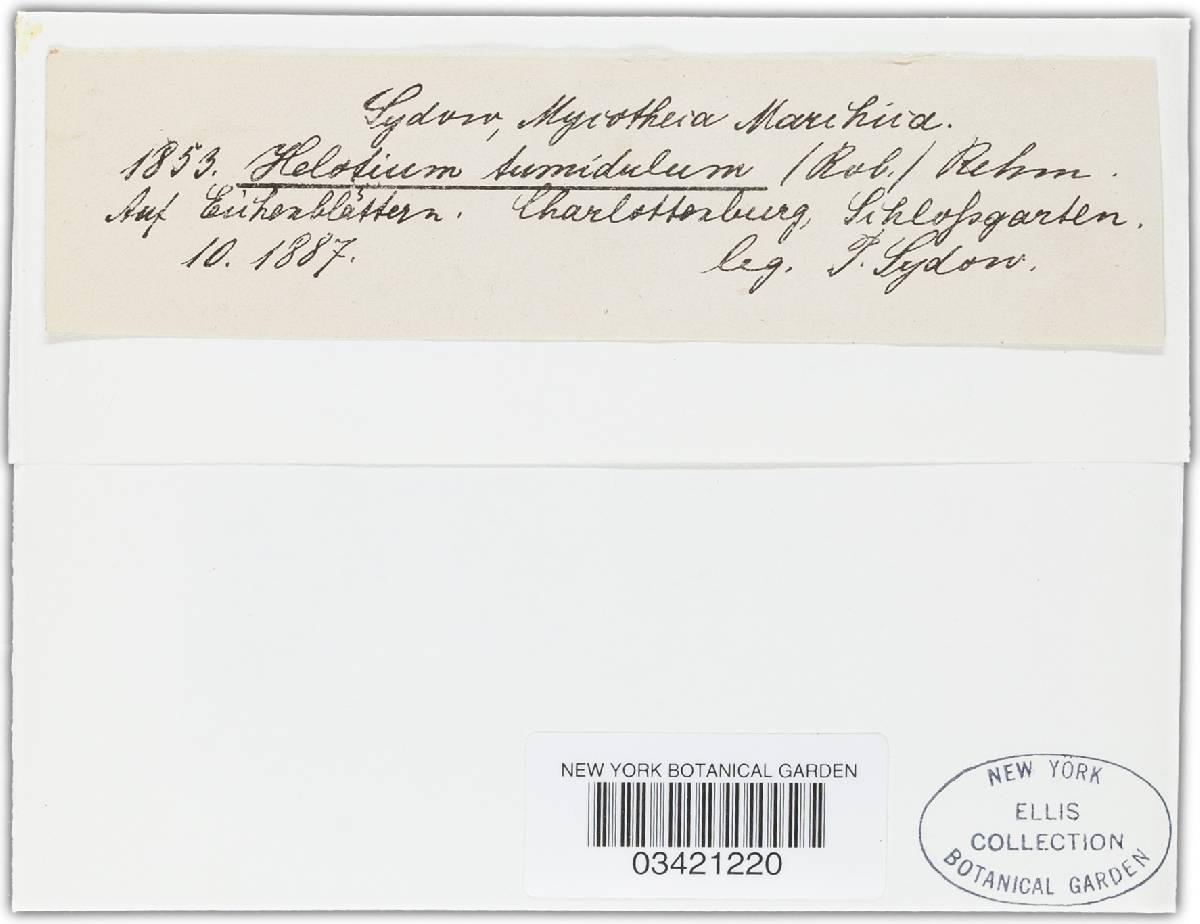 Sydow, Mycotheca Marchica.
1853. Helotium tumidulum (Rob.) Rehm.
Auf Eichenblättern. Charlottenburg, Schloßgarten.
10. 1887. leg. P. Sydow.
NEW YORK BOTANICAL GARDEN
03421220
NEW YORK
ELLIS
COLLECTION
BOTANICAL GARDEN